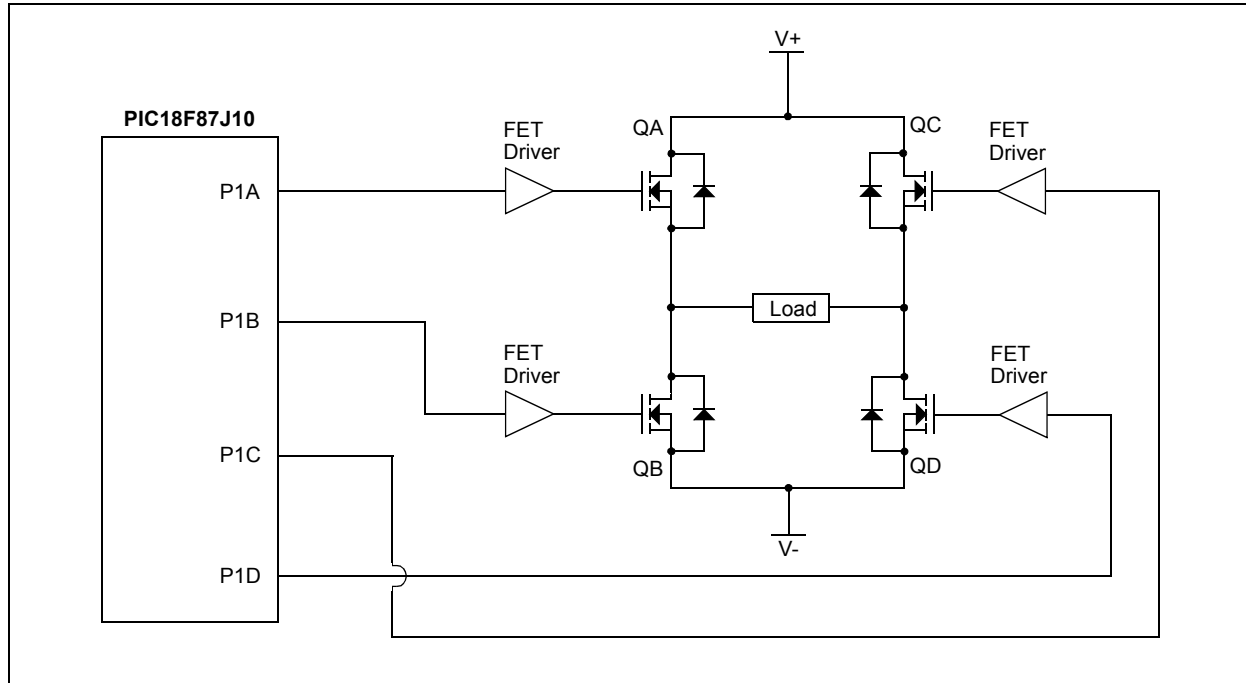 V+
PIC18F87J10
QA
QC
FET
Driver
FET
Driver
P1A
P1B
Load
FET
Driver
FET
Driver
P1C
QB
QD
V-
P1D